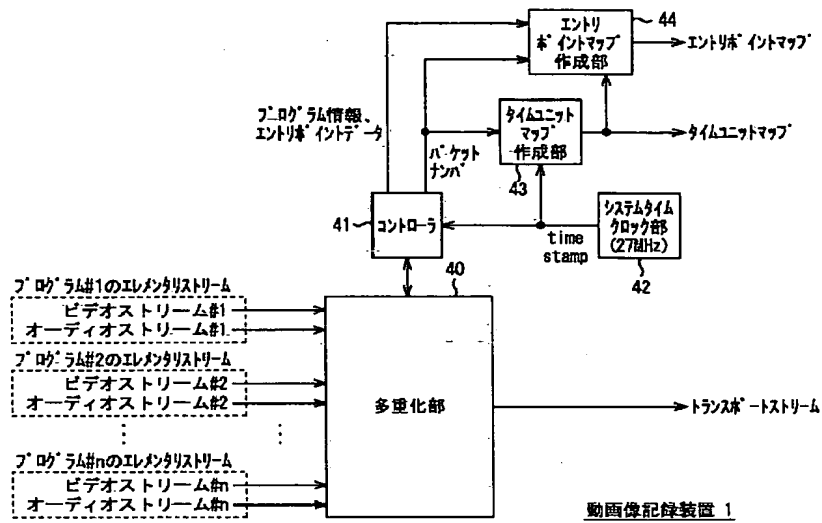 エントリ
ポイントマップ
作成部
44
エントリポイントマップ
プログラム情報、
エントリポイントデータ
パケット
ナンバ
タイムユニット
マップ
作成部
43
タイムユニットマップ
41
コントローラ
time
stamp
システムタイム
クロック部
(27MHz)
42
40
プログラム#1のエレメンタリストリーム
ビデオストリーム#1
オーディオストリーム#1
プログラム#2のエレメンタリストリーム
ビデオストリーム#2
オーディオストリーム#2
プログラム#nのエレメンタリストリーム
ビデオストリーム#n
オーディオストリーム#n
多重化部
トランスポートストリーム
動画像記録装置 1